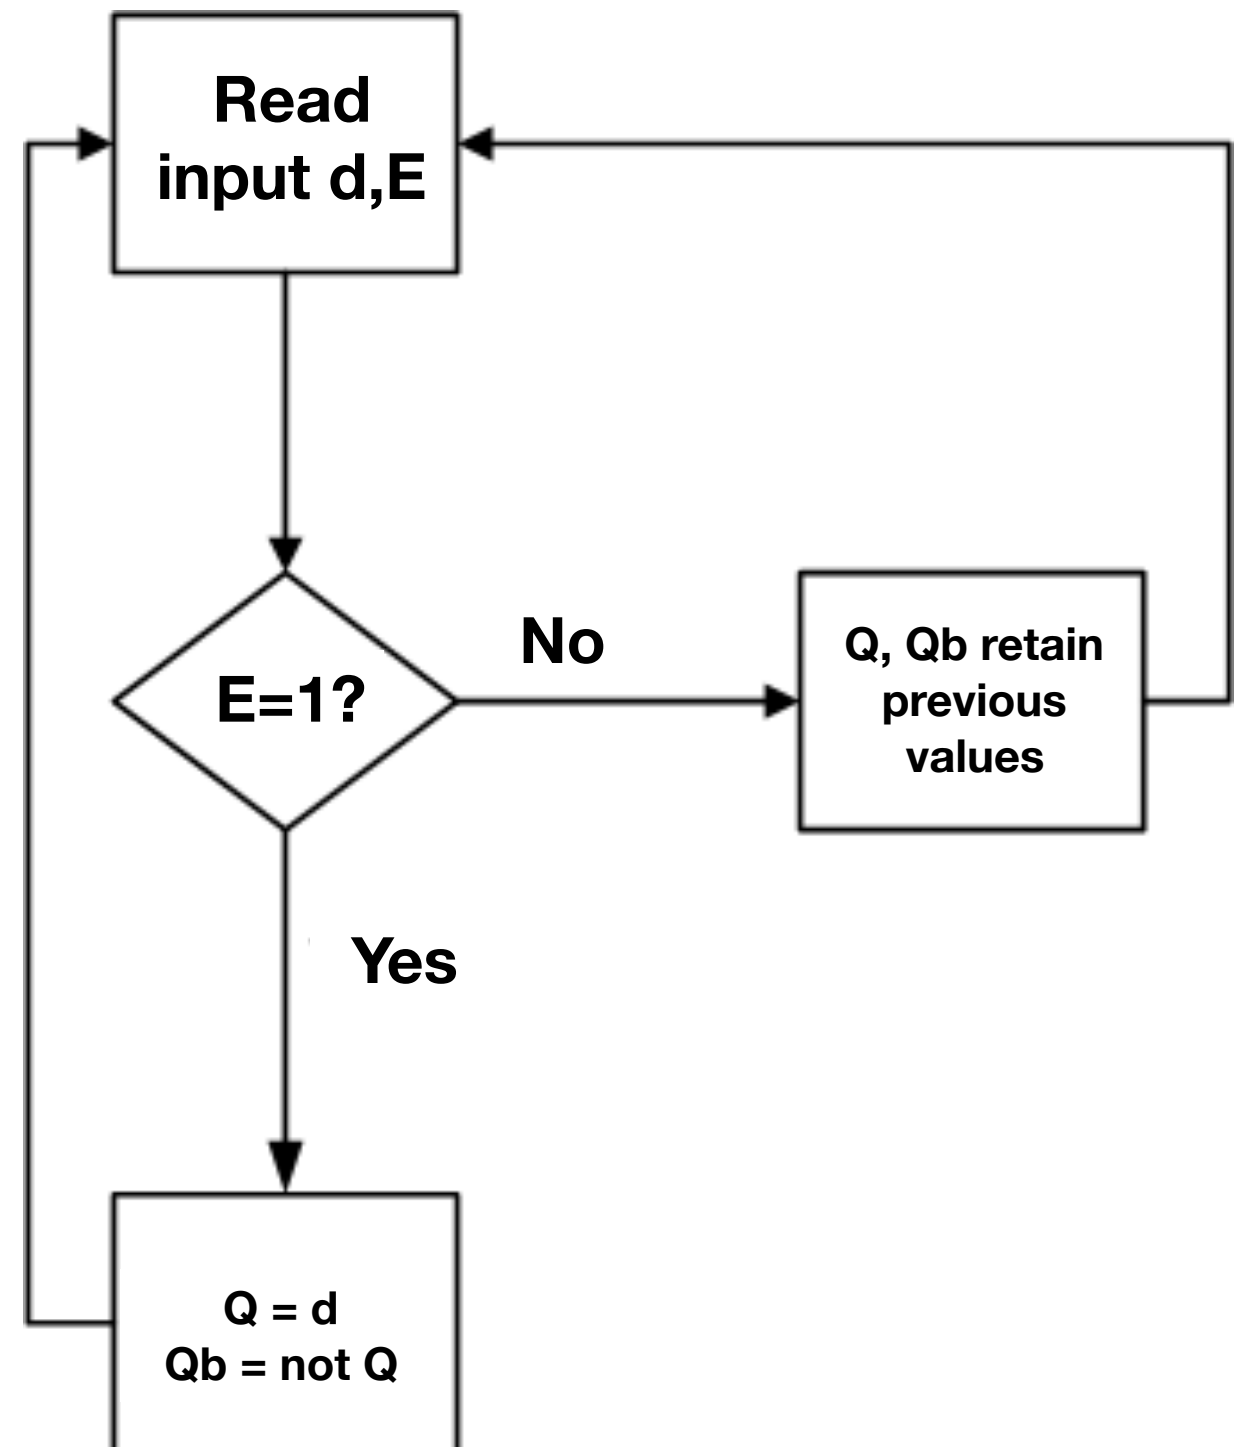 Read
input d,E
E=1?
No
Q, Qb retain
previous
values
Yes
Q = d
Qb = not Q